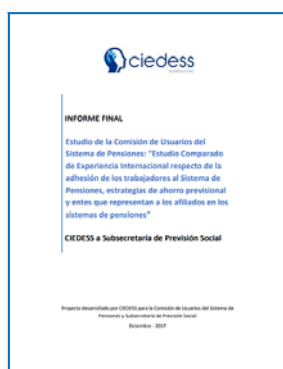 ciedess
INFORME FINAL
Estudio de la Comisión de Usuarios del
Sistema de Pensiones: "Estudio Comparado
de Experiencia Internacional respecto de la
adhesión de los trabajadores al Sistema de
Pensiones, estrategias de ahorro previsional
y entes que representan a los afiliados en los
sistemas de pensiones"
CIEDESS a Subsecretaría de Previsión Social
Proyecto desarrollado por CIEDESS para la Comisión de Usuarios del Sistema de
Pensiones y Subsecretaría de Previsión Social
Diciembre - 2017